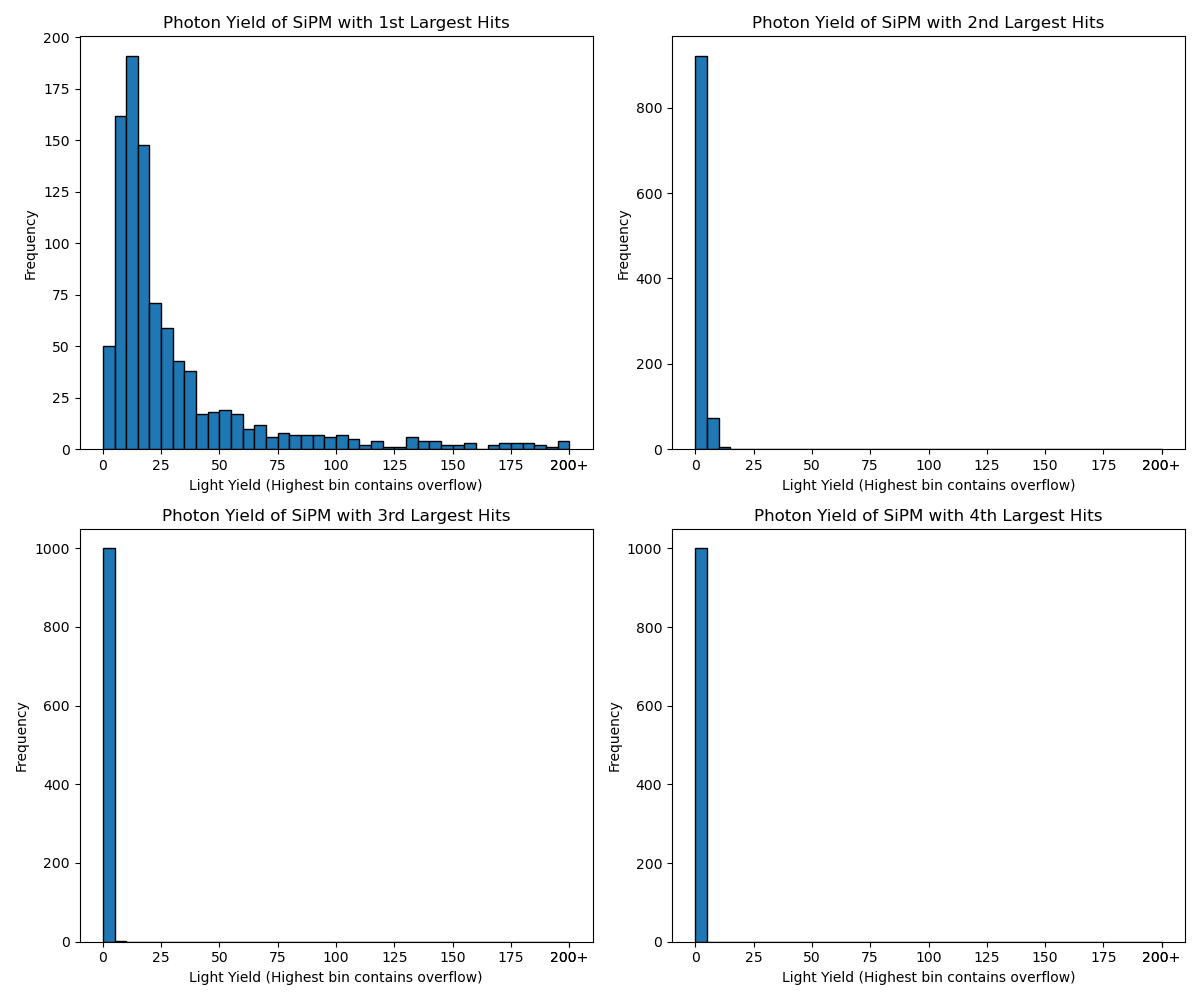 Photon Yield of SiPM with 1st Largest Hits
200
175
150
125
100
75
50
25
0
Frequency
0 25 50 75 100 125 150 175 200 200+
Light Yield (Highest bin contains overflow)
Photon Yield of SiPM with 2nd Largest Hits
800
600
400
200
0
Frequency
0 25 50 75 100 125 150 175 200 200+
Light Yield (Highest bin contains overflow)
Photon Yield of SiPM with 3rd Largest Hits
1000
800
600
400
200
0
Frequency
0 25 50 75 100 125 150 175 200 200+
Light Yield (Highest bin contains overflow)
Photon Yield of SiPM with 4th Largest Hits
1000
800
600
400
200
0
Frequency
0 25 50 75 100 125 150 175 200 200+
Light Yield (Highest bin contains overflow)